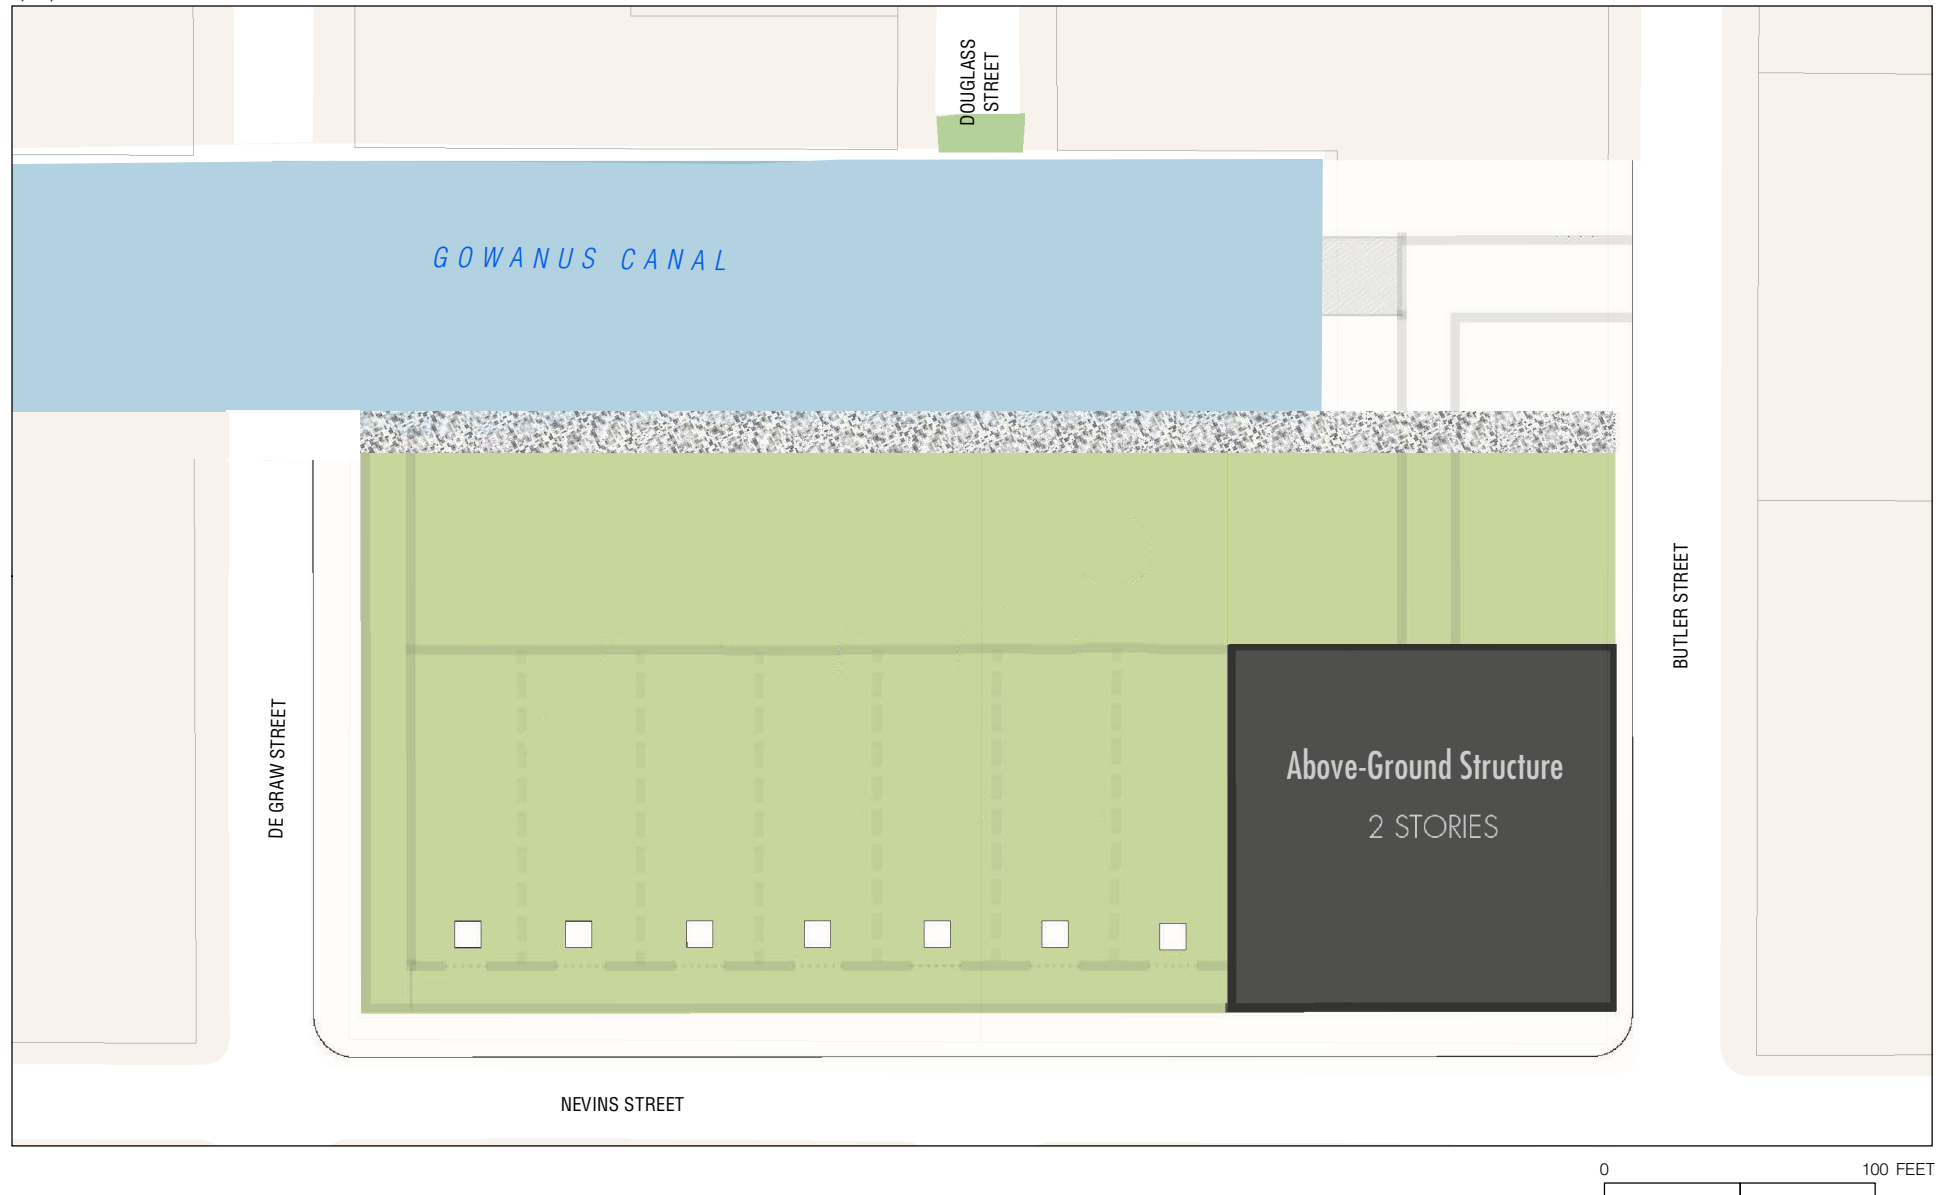 DOUGLASS
STREET
GOWANUS CANAL
BUTLER STREET
DE GRAW STREET
Above-Ground Structure
2 STORIES
NEVINS STREET
0
100 FEET